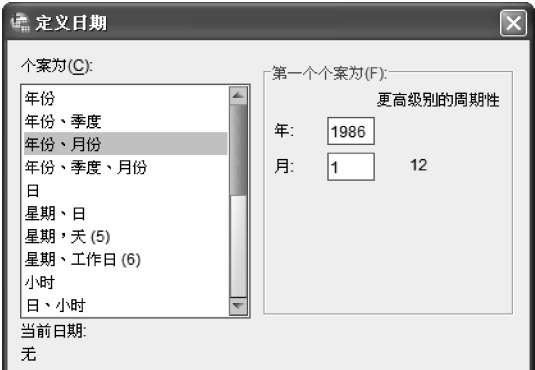 定义日期
个案为(C):
年份
年份、季度
年份、月份
年份、季度、月份
日
星期、日
星期，天 (5)
星期、工作日 (6)
小时
日、小时
当前日期:
无
第一个个案为(F):
更高级别的周期性
年: 1986
月: 1 12